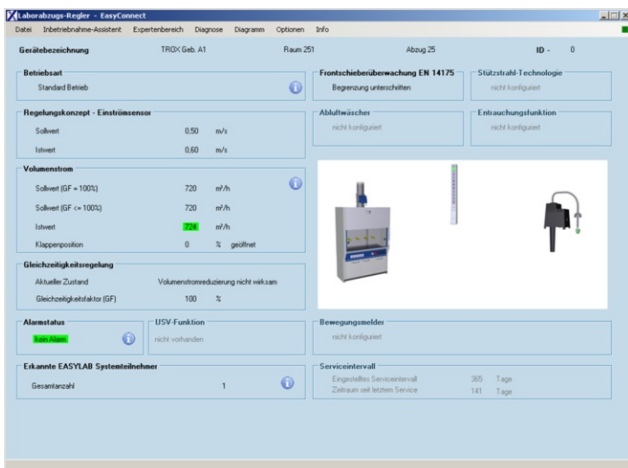 Laborabzugs-Regler - EasyConnect
Datei Inbetriebnahme-Assistent Expertenbereich Diagnose Diagramm Optionen Info
Gerätebezeichnung TROX Geb. A1 Raum 251 Abzug 25 ID - 0
Betriebsart
Standard Betrieb
Frontschieberüberwachung EN 14175
Begrenzung unterschritten
Stützstrahl-Technologie
nicht konfiguriert
Regelungskonzept - Einströmsensor
Sollwert 0,50 m/s
Istwert 0,60 m/s
Abluftwäscher
nicht konfiguriert
Entrauchungsfunktion
nicht konfiguriert
Volumenstrom
Sollwert (GF = 100%) 720 m³/h
Sollwert (GF <= 100%) 720 m³/h
Istwert 724 m³/h
Klappenposition 0 % geöffnet
Gleichzeitigkeitsregelung
Aktueller Zustand Volumenstromreduzierung nicht wirksam
Gleichzeitigkeitsfaktor (GF) 100 %
Alarmstatus
kein Alarm
USV-Funktion
nicht vorhanden
Bewegungsmelder
nicht konfiguriert
Erkannte EASYLAB Systemteilnehmer
Gesamtanzahl 1
Serviceintervall
Eingestelltes Serviceintervall 365 Tage
Zeitraum seit letztem Service 141 Tage